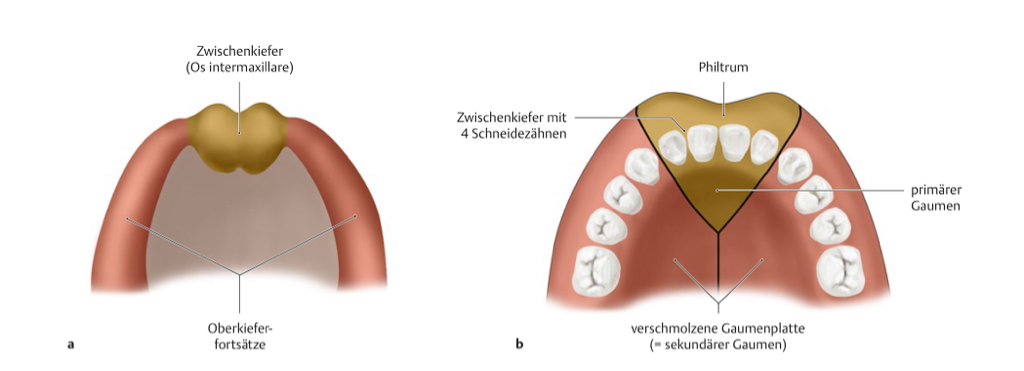 Zwischenkiefer
(Os intermaxillare)
Oberkiefer-
fortsätze
a
Philtrum
Zwischenkiefer mit
4 Schneidezähnen
primärer
Gaumen
verschmolzene Gaumenplatte
(= sekundärer Gaumen)
b